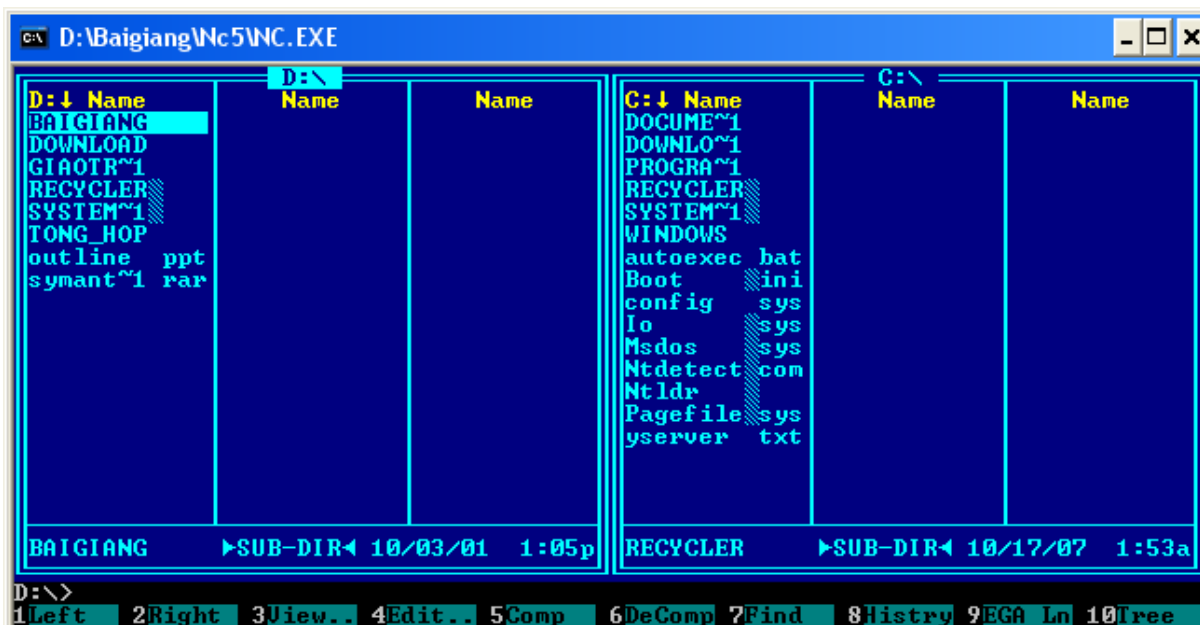 D:\Baigiang\Nc5\NC.EXE
D:\ C:\
D:↓ Name Name Name C:↓ Name Name Name
BAIGIANG DOCUME~1
DOWNLOAD DOWNLO~1
GIAOTR~1 PROGRA~1
RECYCLER░ RECYCLER░
SYSTEM~1░ SYSTEM~1░
TONG_HOP WINDOWS
outline ppt autoexec bat
symant~1 rar Boot ░ini
config sys
Io ░sys
Msdos ░sys
Ntdetect░com
Ntldr ░
Pagefile░sys
yserver txt
BAIGIANG ►SUB-DIR◄ 10/03/01 1:05p RECYCLER ►SUB-DIR◄ 10/17/07 1:53a
D:\>
1Left 2Right 3View.. 4Edit.. 5Comp 6DeComp 7Find 8Histry 9EGA Ln 10Tree